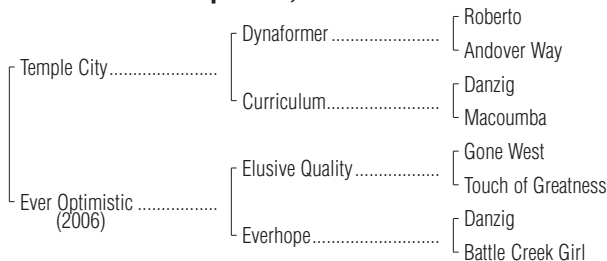 Roberto
Dynaformer
Andover Way
Temple City
Danzig
Curriculum
Macoumba
Gone West
Elusive Quality
Touch of Greatness
Ever Optimistic
(2006)
Danzig
Everhope
Battle Creek Girl